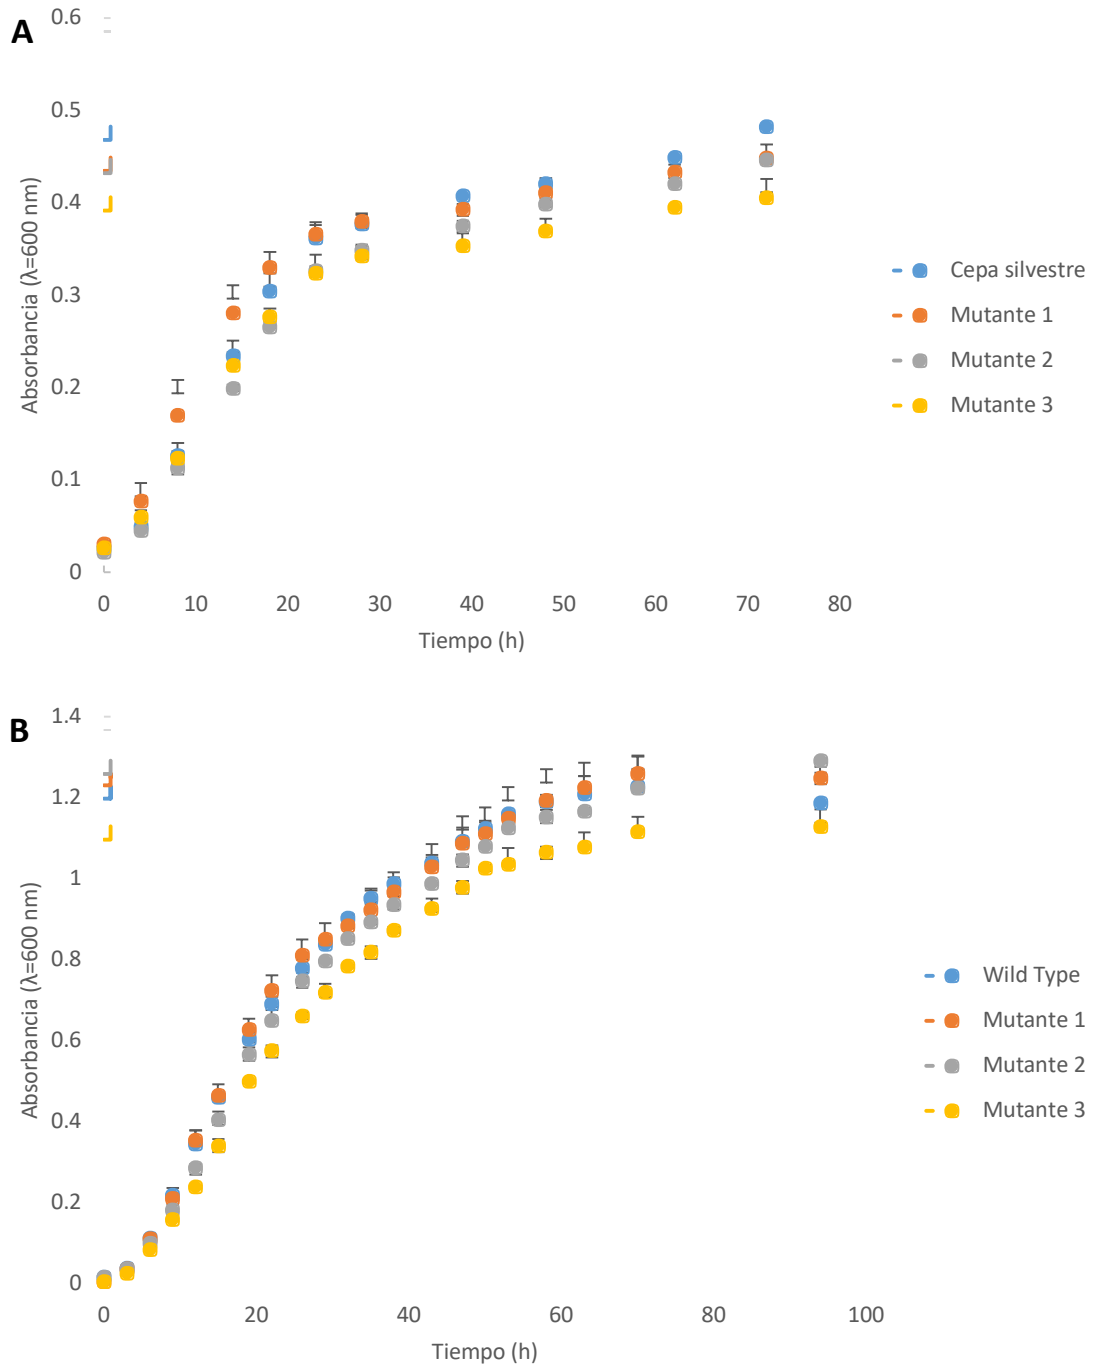 A
0.6
0.5
0.4
0.3
0.2
0.1
0
Absorbancia (λ=600 nm)
0 10 20 30 40 50 60 70 80
Tiempo (h)
Cepa silvestre
Mutante 1
Mutante 2
Mutante 3
B
1.4
1.2
1
0.8
0.6
0.4
0.2
0
Absorbancia (λ=600 nm)
0 20 40 60 80 100
Tiempo (h)
Wild Type
Mutante 1
Mutante 2
Mutante 3